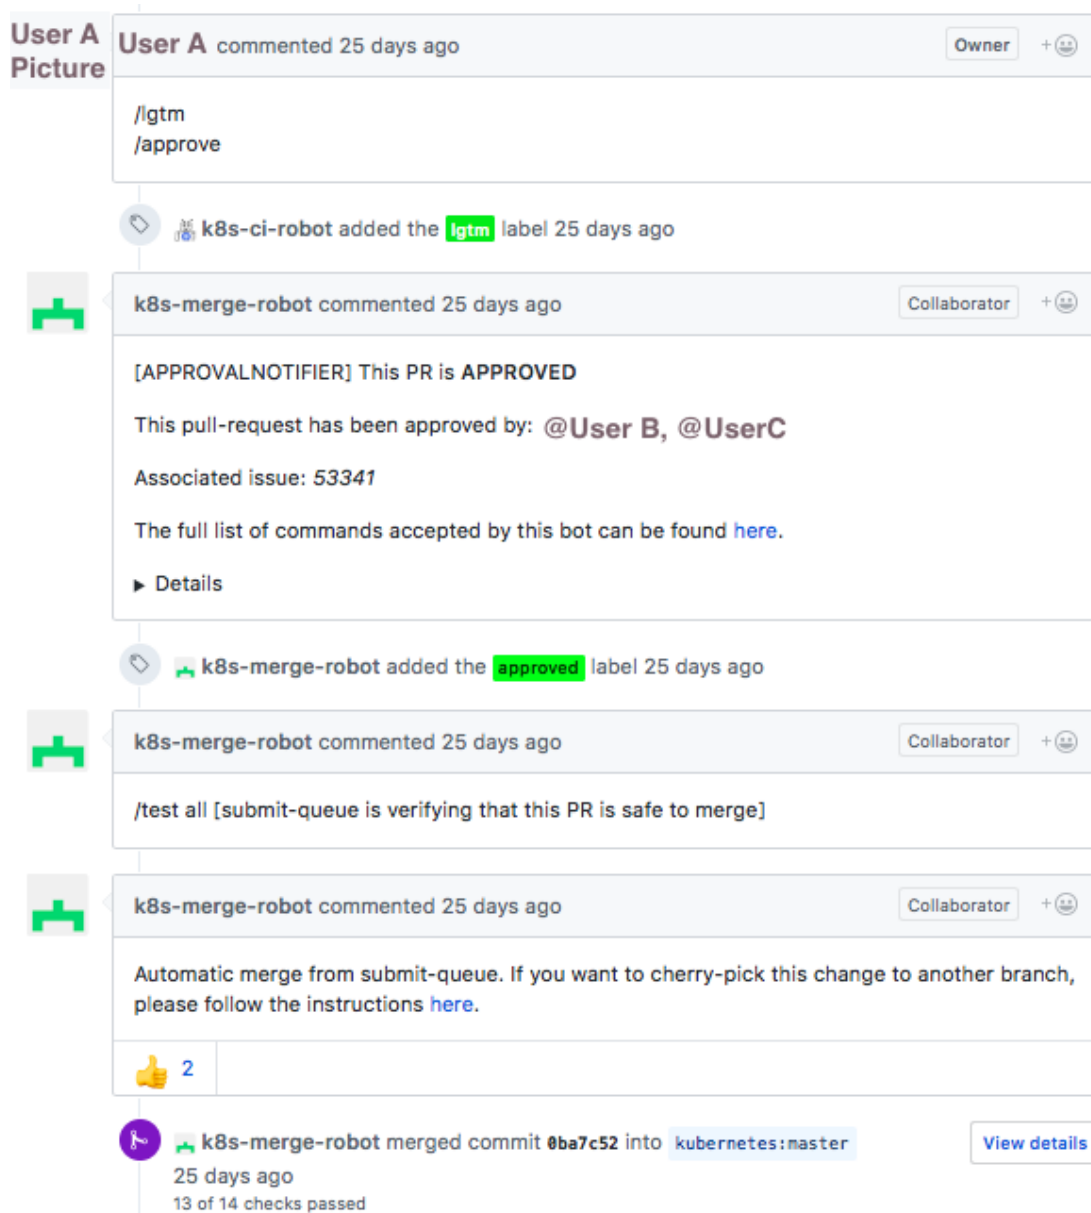 User A
Picture
User A commented 25 days ago Owner
/lgtm
/approve
k8s-ci-robot added the lgtm label 25 days ago
k8s-merge-robot commented 25 days ago Collaborator
[APPROVALNOTIFIER] This PR is APPROVED
This pull-request has been approved by: @User B, @UserC
Associated issue: 53341
The full list of commands accepted by this bot can be found here.
Details
k8s-merge-robot added the approved label 25 days ago
k8s-merge-robot commented 25 days ago Collaborator
/test all [submit-queue is verifying that this PR is safe to merge]
k8s-merge-robot commented 25 days ago Collaborator
Automatic merge from submit-queue. If you want to cherry-pick this change to another branch,
please follow the instructions here.
2
k8s-merge-robot merged commit 0ba7c52 into kubernetes:master View details
25 days ago
13 of 14 checks passed